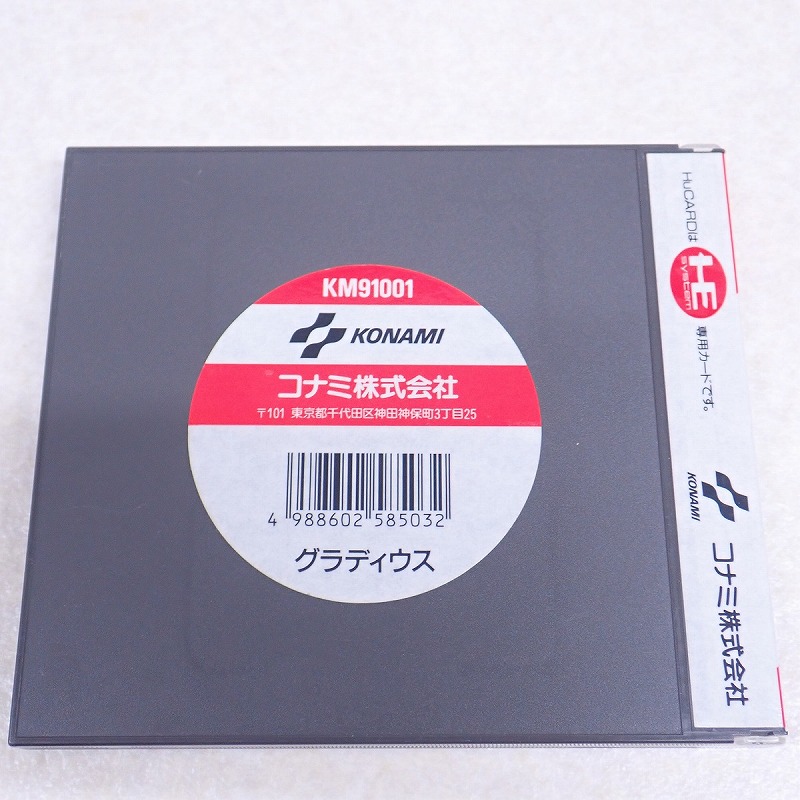 KM91001
KONAMI
コナミ株式会社
〒101 東京都千代田区神田神保町3丁目25
4 988602 585032
グラディウス
HuCARDは
HE
system
専用カードです。
KONAMI
コナミ株式会社